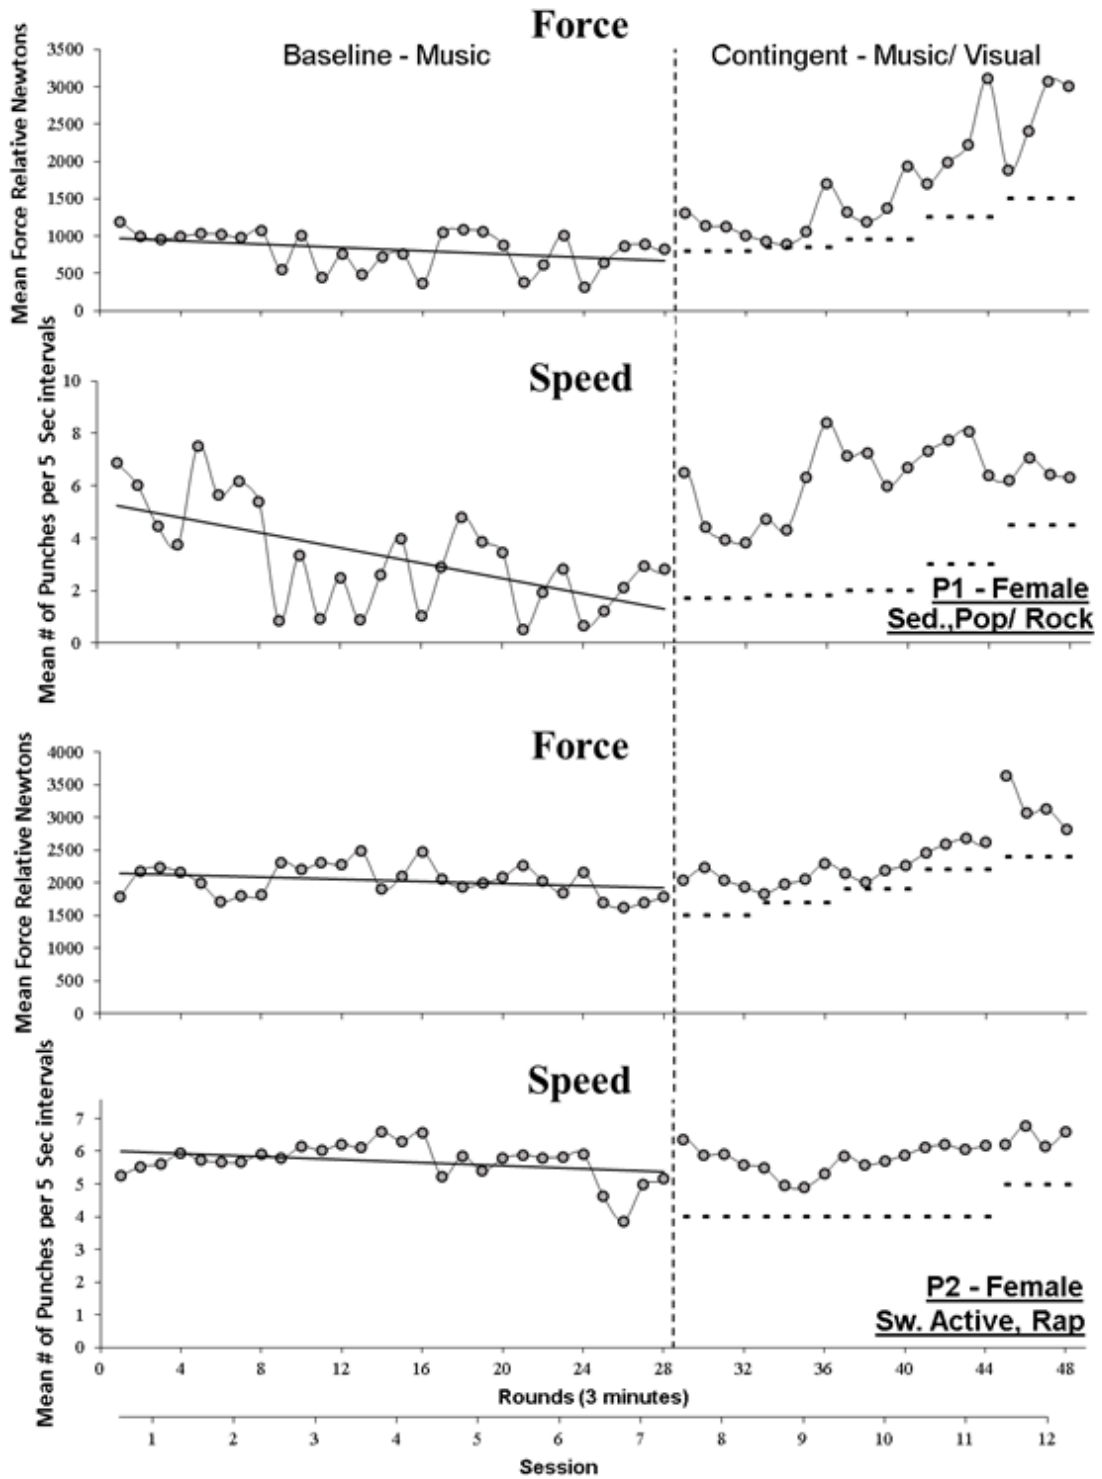 Force
Baseline - Music
Contingent - Music/ Visual
Mean Force Relative Newtons
3500
3000
2500
2000
1500
1000
500
0
Speed
Mean # of Punches per 5 Sec intervals
10
8
6
4
2
0
P1 - Female
Sed.,Pop/ Rock
Force
Mean Force Relative Newtons
4000
3500
3000
2500
2000
1500
1000
500
0
Speed
Mean # of Punches per 5 Sec intervals
7
6
5
4
3
2
1
0
P2 - Female
Sw. Active, Rap
0 4 8 12 16 20 24 28 32 36 40 44 48
Rounds (3 minutes)
1 2 3 4 5 6 7 8 9 10 11 12
Session